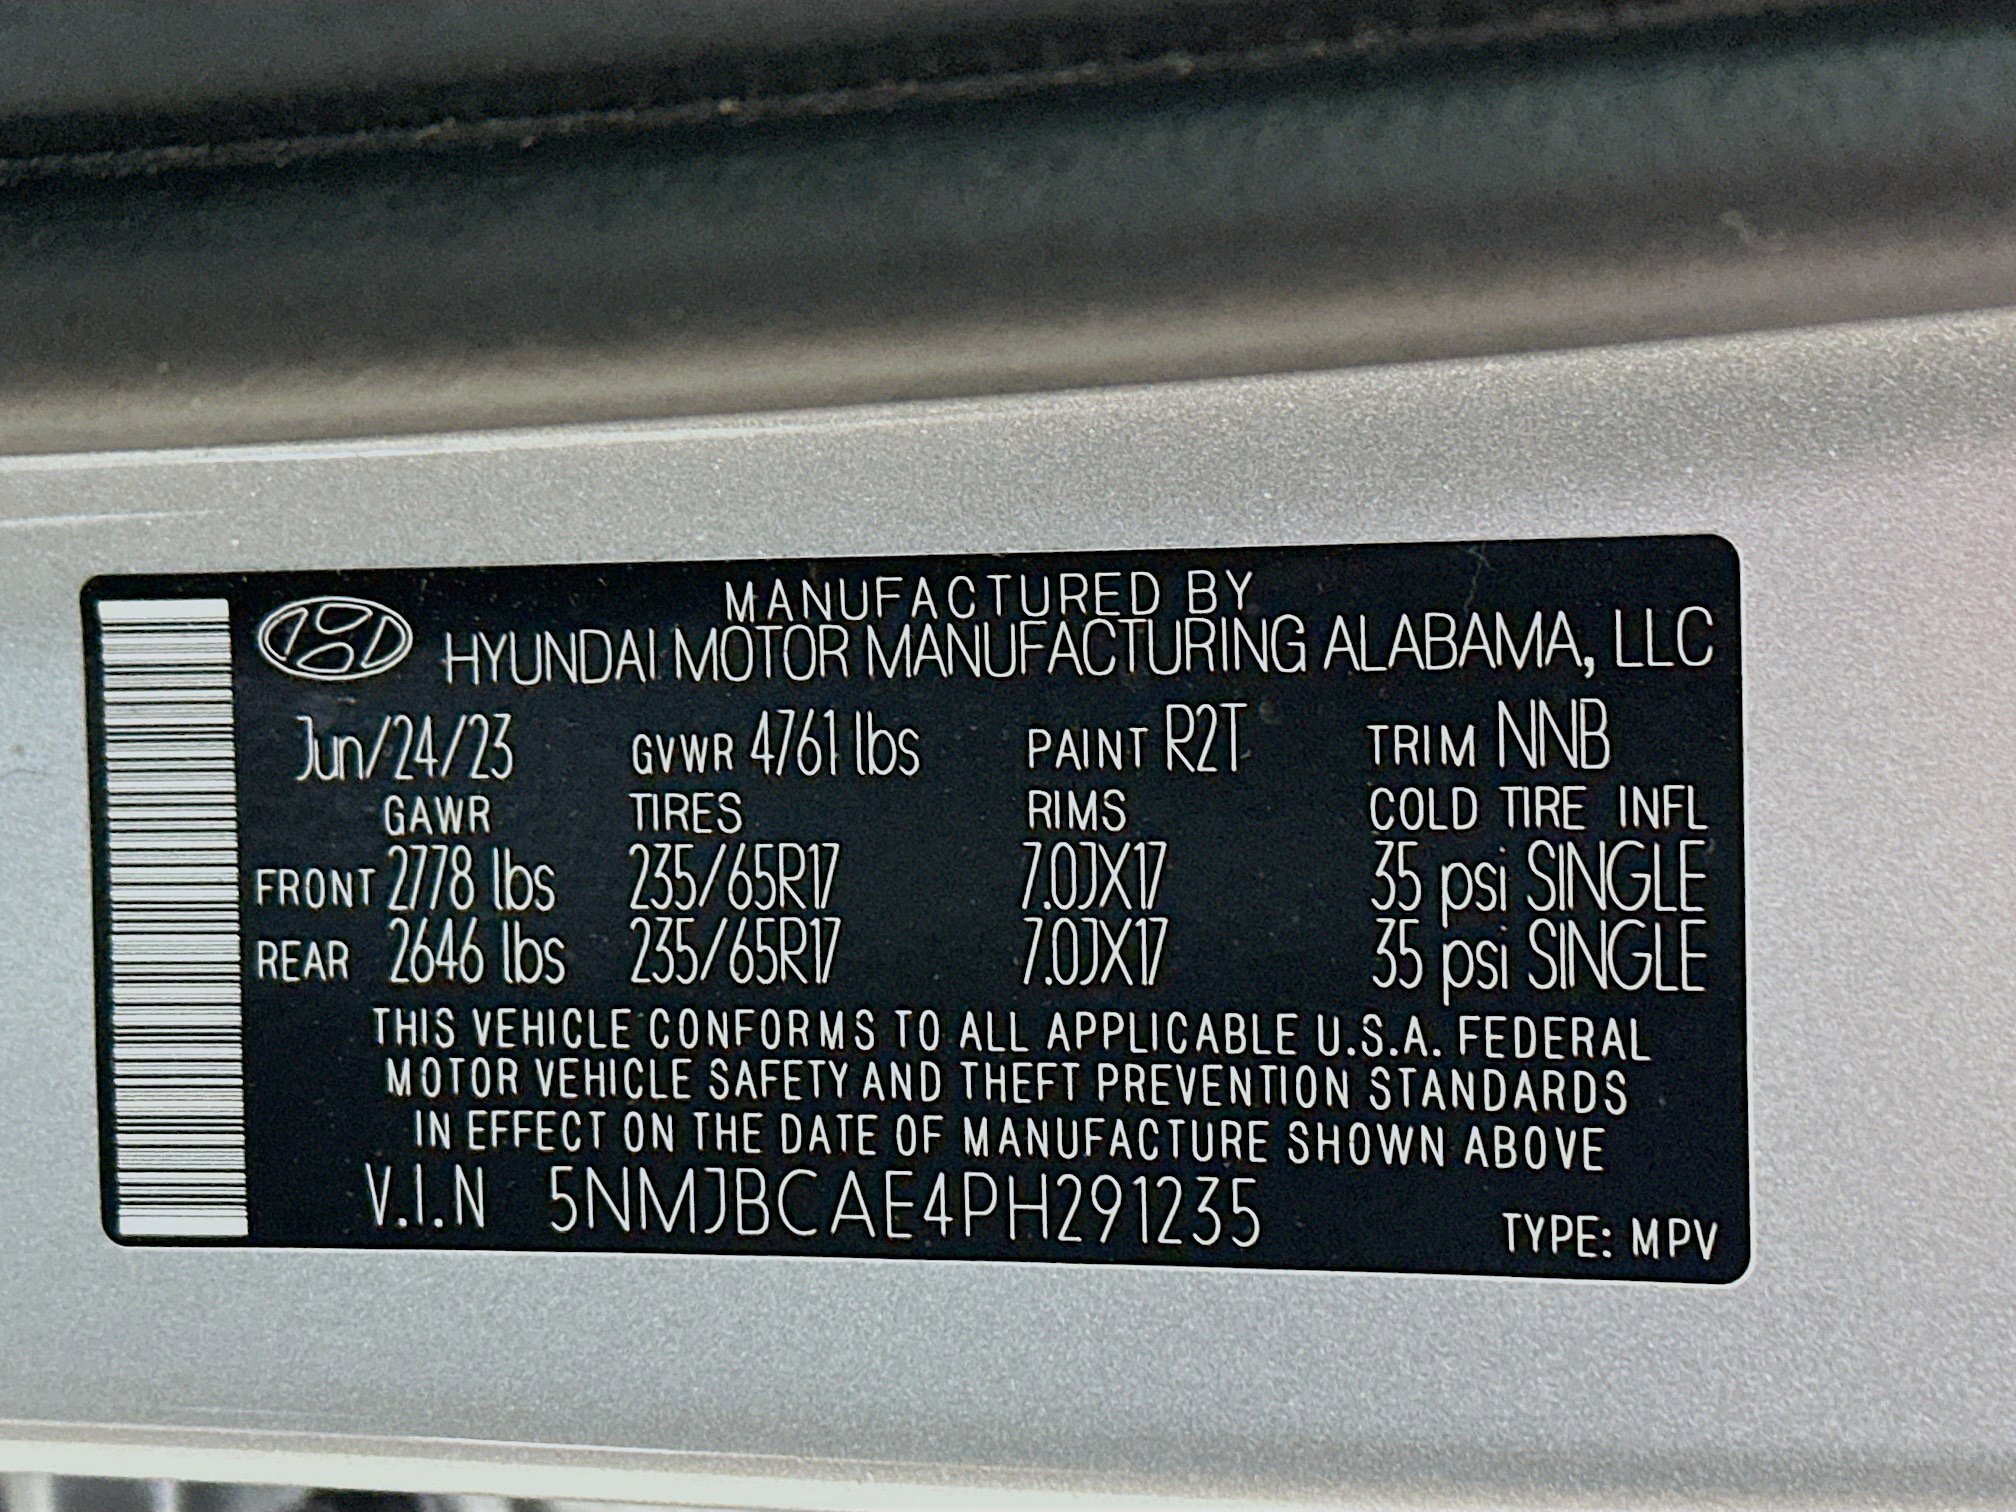 MANUFACTURED BY
HYUNDAI MOTOR MANUFACTURING ALABAMA, LLC
Jun/24/23 GVWR 4761 lbs PAINT R2T TRIM NNB
GAWR TIRES RIMS COLD TIRE INFL
FRONT 2778 lbs 235/65R17 7.0JX17 35 psi SINGLE
REAR 2646 lbs 235/65R17 7.0JX17 35 psi SINGLE
THIS VEHICLE CONFORMS TO ALL APPLICABLE U.S.A. FEDERAL
MOTOR VEHICLE SAFETY AND THEFT PREVENTION STANDARDS
IN EFFECT ON THE DATE OF MANUFACTURE SHOWN ABOVE
V.I.N 5NMJBCAE4PH291235 TYPE: MPV